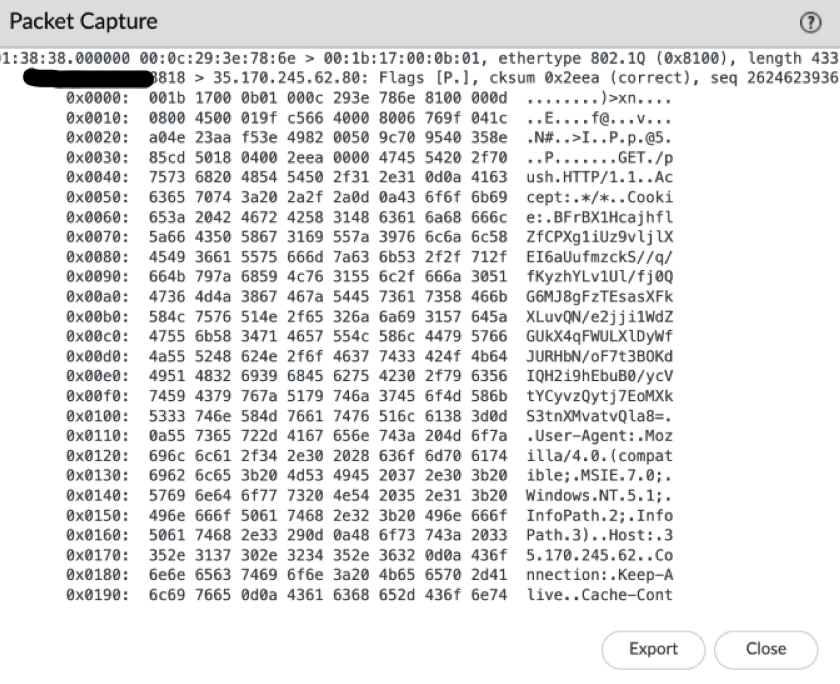 Packet Capture
?
1:38:38.000000 00:0c:29:3e:78:6e > 00:1b:17:00:0b:01, ethertype 802.1Q (0x8100), length 433
3818 > 35.170.245.62.80: Flags [P.], cksum 0x2eea (correct), seq 2624623936
0x0000: 001b 1700 0b01 000c 293e 786e 8100 000d ........)>xn....
0x0010: 0800 4500 019f c566 4000 8006 769f 041c ..E....f@...v...
0x0020: a04e 23aa f53e 4982 0050 9c70 9540 358e .N#..>I..P.p.@5.
0x0030: 85cd 5018 0400 2eea 0000 4745 5420 2f70 ..P.......GET./p
0x0040: 7573 6820 4854 5450 2f31 2e31 0d0a 4163 ush.HTTP/1.1..Ac
0x0050: 6365 7074 3a20 2a2f 2a0d 0a43 6f6f 6b69 cept:.*/*..Cooki
0x0060: 653a 2042 4672 4258 3148 6361 6a68 666c e:.BFrBX1Hcajhfl
0x0070: 5a66 4350 5867 3169 557a 3976 6c6a 6c58 ZfCPXg1iUz9vljlX
0x0080: 4549 3661 5575 666d 7a63 6b53 2f2f 712f EI6aUufmzckS//q/
0x0090: 664b 797a 6859 4c76 3155 6c2f 666a 3051 fKyzhYLv1Ul/fj0Q
0x00a0: 4736 4d4a 3867 467a 5445 7361 7358 466b G6MJ8gFzTEsasXFk
0x00b0: 584c 7576 514e 2f65 326a 6a69 3157 645a XLuvQN/e2jji1WdZ
0x00c0: 4755 6b58 3471 4657 554c 586c 4479 5766 GUkX4qFWULXlDyWf
0x00d0: 4a55 5248 624e 2f6f 4637 7433 424f 4b64 JURHbN/oF7t3BOKd
0x00e0: 4951 4832 6939 6845 6275 4230 2f79 6356 IQH2i9hEbuB0/ycV
0x00f0: 7459 4379 767a 5179 746a 3745 6f4d 586b tYCyvzQytj7EoMXk
0x0100: 5333 746e 584d 7661 7476 516c 6138 3d0d S3tnXMvatvQla8=.
0x0110: 0a55 7365 722d 4167 656e 743a 204d 6f7a .User-Agent:.Moz
0x0120: 696c 6c61 2f34 2e30 2028 636f 6d70 6174 illa/4.0.(compat
0x0130: 6962 6c65 3b20 4d53 4945 2037 2e30 3b20 ible;.MSIE.7.0;.
0x0140: 5769 6e64 6f77 7320 4e54 2035 2e31 3b20 Windows.NT.5.1;.
0x0150: 496e 666f 5061 7468 2e32 3b20 496e 666f InfoPath.2;.Info
0x0160: 5061 7468 2e33 290d 0a48 6f73 743a 2033 Path.3)..Host:.3
0x0170: 352e 3137 302e 3234 352e 3632 0d0a 436f 5.170.245.62..Co
0x0180: 6e6e 6563 7469 6f6e 3a20 4b65 6570 2d41 nnection:.Keep-A
0x0190: 6c69 7665 0d0a 4361 6368 652d 436f 6e74 live..Cache-Cont
Export
Close